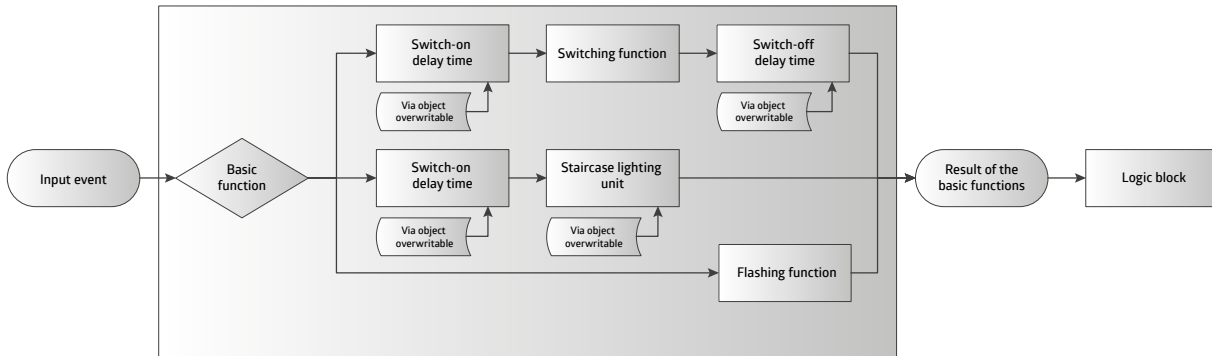 Input event
Basic
function
Switch-on
delay time
Via object
overwritable
Switching function
Switch-off
delay time
Via object
overwritable
Switch-on
delay time
Via object
overwritable
Staircase lighting
unit
Via object
overwritable
Flashing function
Result of the
basic functions
Logic block